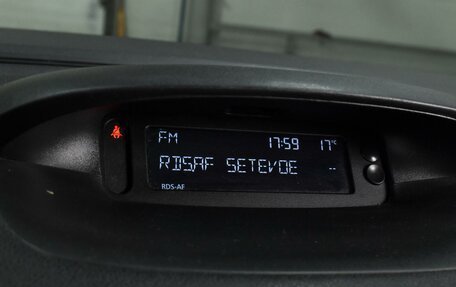 FM 17:59 17°C
RDSAF SETEVOE --
RDS-AF